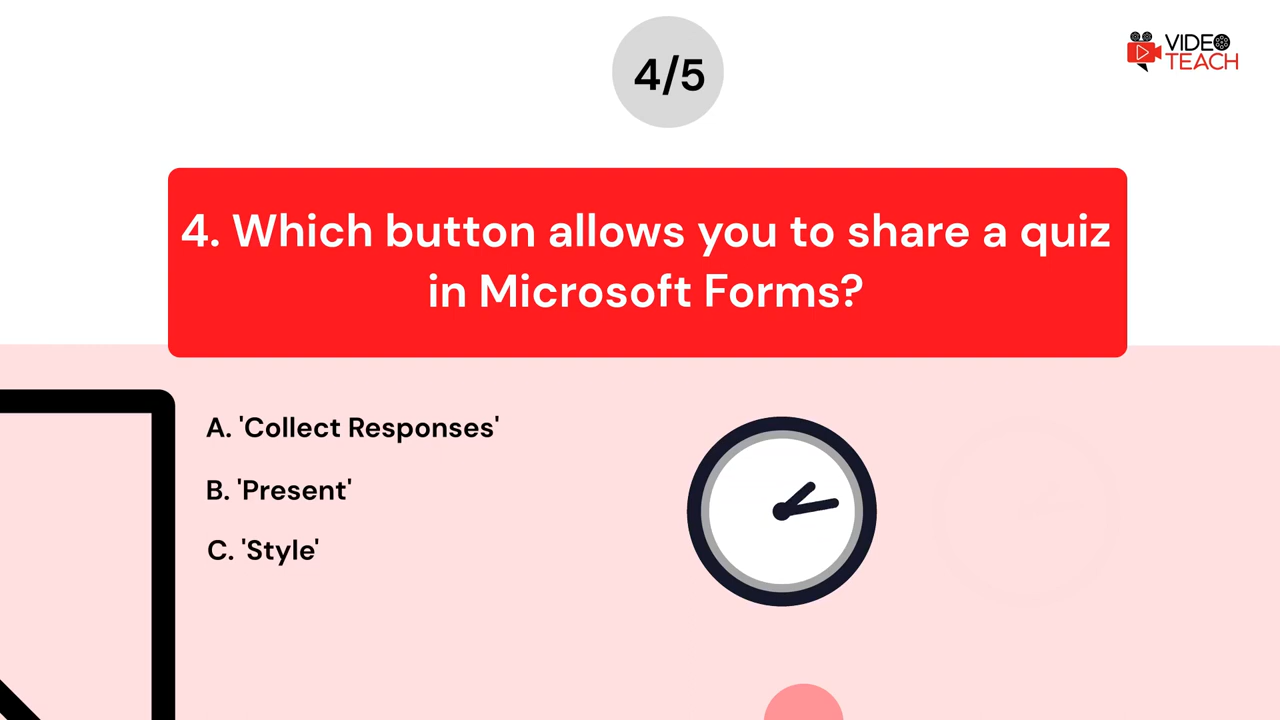 4/5
VIDEO
TEACH
4. Which button allows you to share a quiz
in Microsoft Forms?
A. 'Collect Responses'
B. 'Present'
C. 'Style'